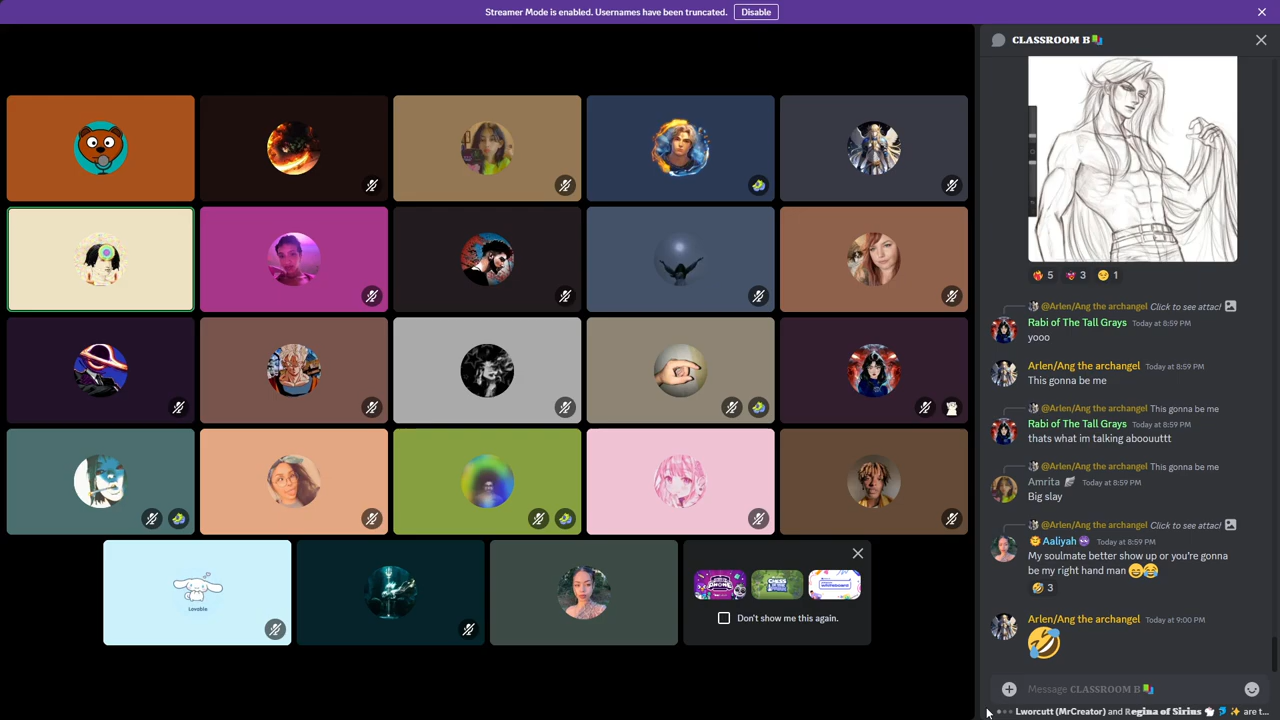 Streamer Mode is enabled. Usernames have been truncated. Disable
CLASSROOM B
5 3 1
@Arlen/Ang the archangel Click to see attac!
Rabi of The Tall Grays Today at 8:59 PM
yooo
Arlen/Ang the archangel Today at 8:59 PM
This gonna be me
@Arlen/Ang the archangel This gonna be me
Rabi of The Tall Grays Today at 8:59 PM
thats what im talking aboouuttt
@Arlen/Ang the archangel This gonna be me
Amrita Today at 8:59 PM
Big slay
@Arlen/Ang the archangel Click to see attac!
Aaliyah Today at 8:59 PM
My soulmate better show up or you're gonna
be my right hand man 😄😂
🤣 3
Arlen/Ang the archangel Today at 9:00 PM
🤣
Message CLASSROOM B
Lworcutt (MrCreator) and Regina of Sirius are t...
Lovable
Don't show me this again.